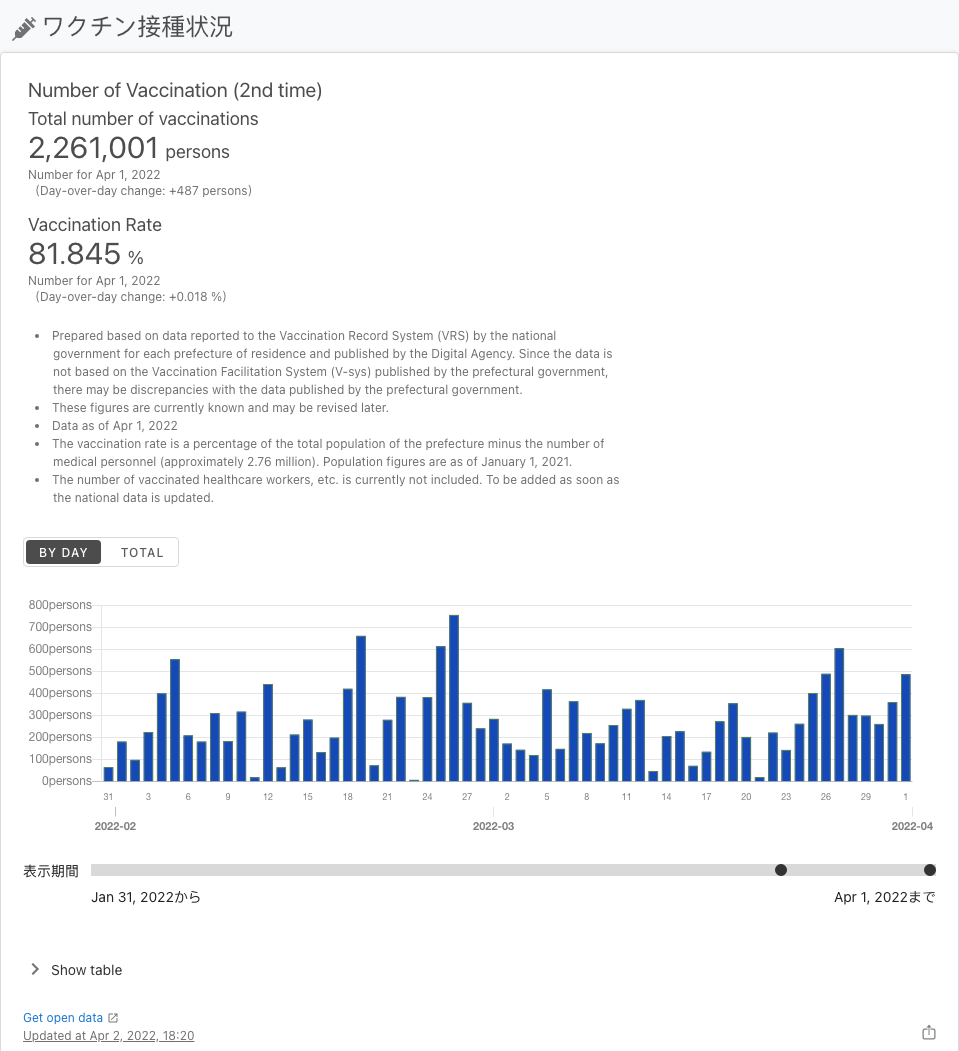 ワクチン接種状況
Number of Vaccination (2nd time)
Total number of vaccinations
2,261,001 persons
Number for Apr 1, 2022
(Day-over-day change: +487 persons)
Vaccination Rate
81.845 %
Number for Apr 1, 2022
(Day-over-day change: +0.018 %)
• Prepared based on data reported to the Vaccination Record System (VRS) by the national
government for each prefecture of residence and published by the Digital Agency. Since the data is
not based on the Vaccination Facilitation System (V-sys) published by the prefectural government,
there may be discrepancies with the data published by the prefectural government.
• These figures are currently known and may be revised later.
• Data as of Apr 1, 2022
• The vaccination rate is a percentage of the total population of the prefecture minus the number of
medical personnel (approximately 2.76 million). Population figures are as of January 1, 2021.
• The number of vaccinated healthcare workers, etc. is currently not included. To be added as soon as
the national data is updated.
BY DAY TOTAL
800persons
700persons
600persons
500persons
400persons
300persons
200persons
100persons
0persons
31 3 6 9 12 15 18 21 24 27 2 5 8 11 14 17 20 23 26 29 1
2022-02 2022-03 2022-04
表示期間
Jan 31, 2022から Apr 1, 2022まで
Show table
Get open data
Updated at Apr 2, 2022, 18:20